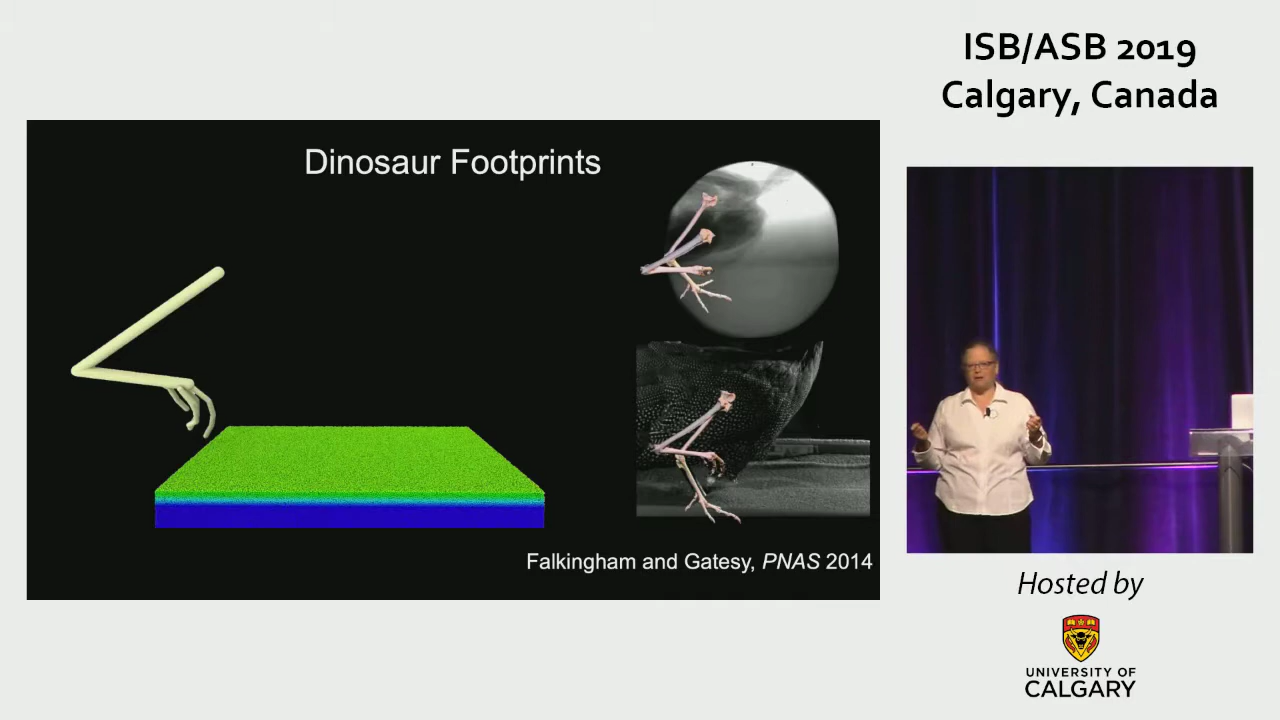 ISB/ASB 2019
Calgary, Canada
Dinosaur Footprints
Falkingham and Gatesy, PNAS 2014
Hosted by
UNIVERSITY OF
CALGARY